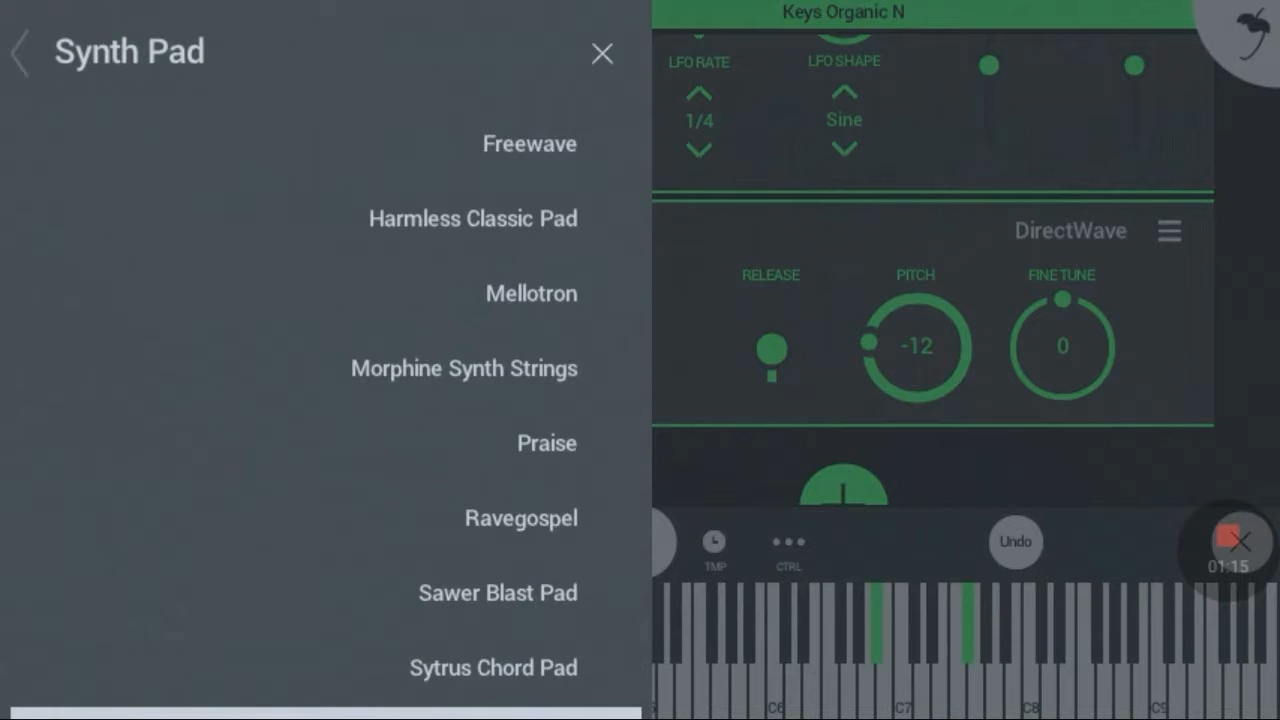 Synth Pad
Freewave
Harmless Classic Pad
Mellotron
Morphine Synth Strings
Praise
Ravegospel
Sawer Blast Pad
Sytrus Chord Pad
Keys Organic N
LFO RATE
LFO SHAPE
1/4
Sine
DirectWave
RELEASE
PITCH
FINE TUNE
-12
0
TMP
CTRL
Undo
01:15
C6
C7
C8
C9